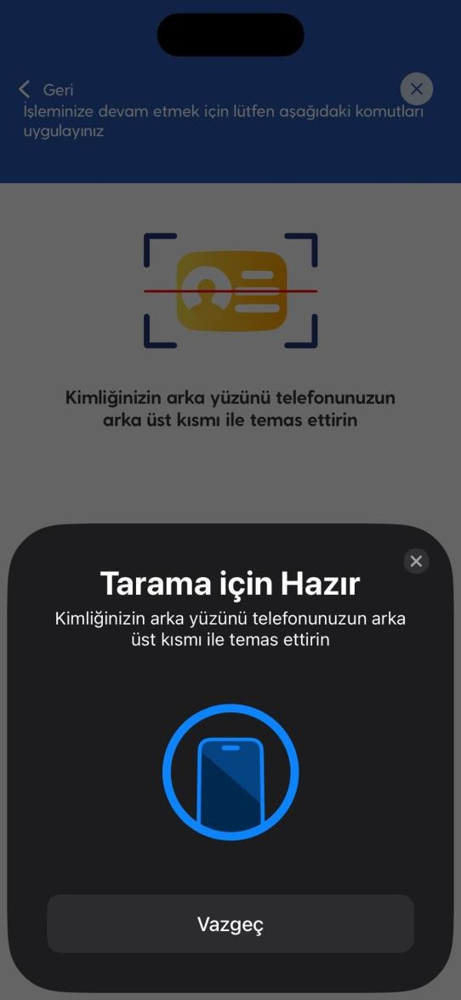 Geri
İşleminize devam etmek için lütfen aşağıdaki komutları
uygulayınız
Kimliğinizin arka yüzünü telefonunuzun
arka üst kısmı ile temas ettirin
Tarama için Hazır
Kimliğinizin arka yüzünü telefonunuzun arka
üst kısmı ile temas ettirin
Vazgeç